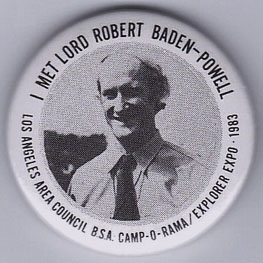 I MET LORD ROBERT BADEN-POWELL
LOS ANGELES AREA COUNCIL B.S.A. CAMP-O-RAMA/EXPLORER EXPO · 1983